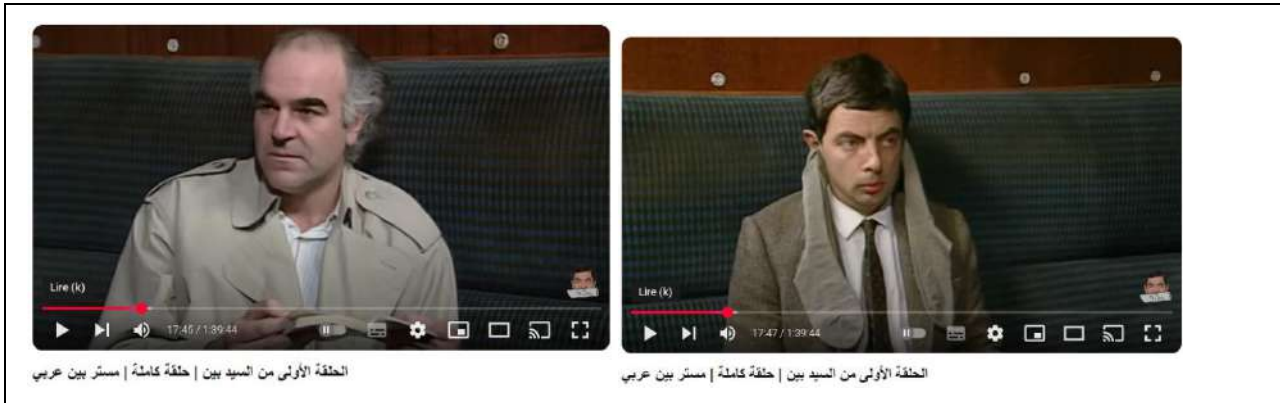 Lire (k)
17:45 / 1:39:44
الحلقة الأولى من السيد بين | حلقة كاملة | مستر بين عربي
Lire (k)
17:47 / 1:39:44
الحلقة الأولى من السيد بين | حلقة كاملة | مستر بين عربي